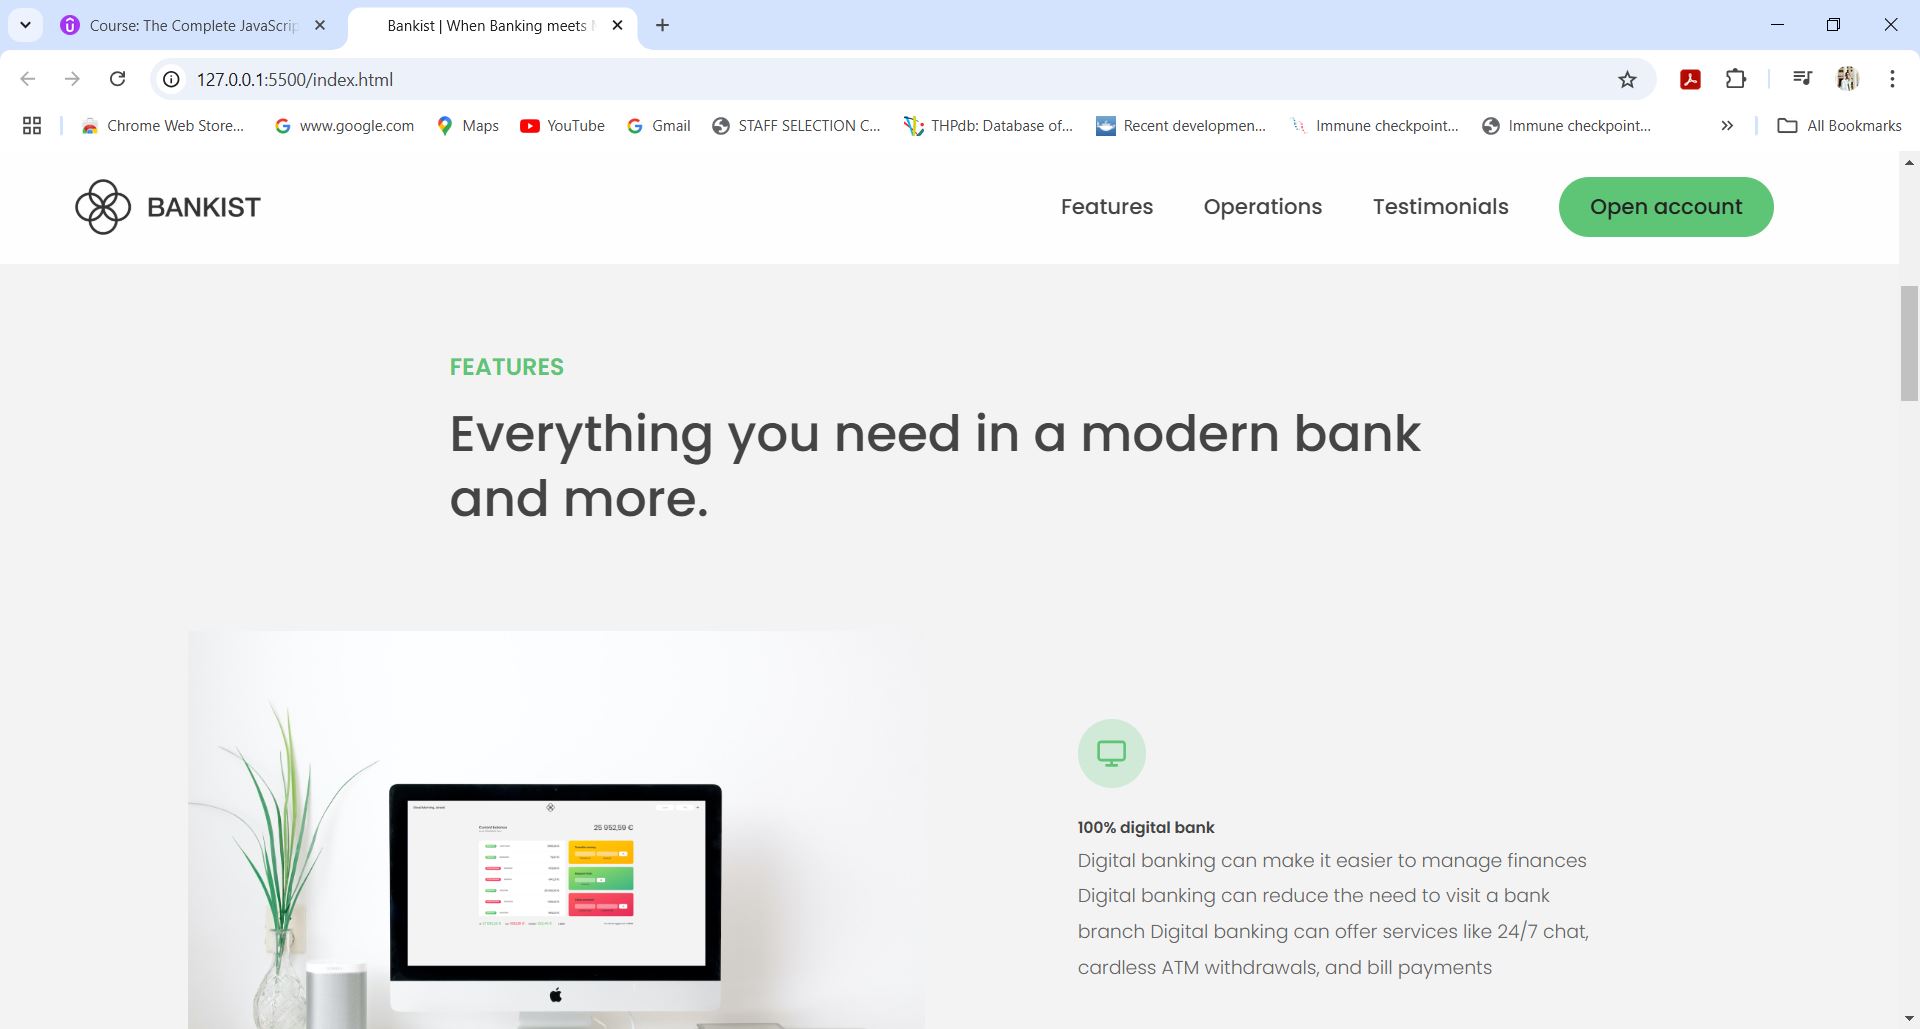 Course: The Complete JavaScrip
Bankist | When Banking meets
127.0.0.1:5500/index.html
Chrome Web Store...
www.google.com
Maps
YouTube
Gmail
STAFF SELECTION C...
THPdb: Database of...
Recent developmen...
Immune checkpoint...
Immune checkpoint...
All Bookmarks
BANKIST
Features
Operations
Testimonials
Open account
FEATURES
Everything you need in a modern bank
and more.
Current balance
25 952,59 €
100% digital bank
Digital banking can make it easier to manage finances
Digital banking can reduce the need to visit a bank
branch Digital banking can offer services like 24/7 chat,
cardless ATM withdrawals, and bill payments